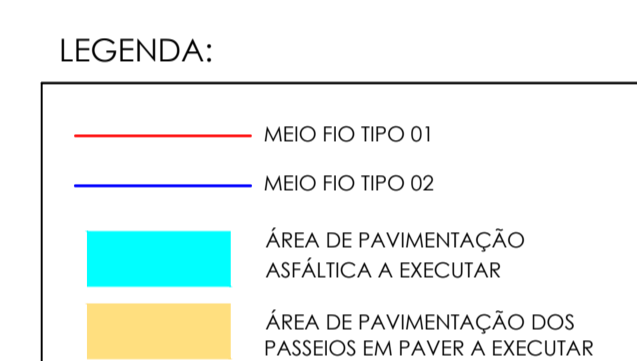 LEGENDA:
MEIO FIO TIPO 01
MEIO FIO TIPO 02
ÁREA DE PAVIMENTAÇÃO
ASFÁLTICA A EXECUTAR
ÁREA DE PAVIMENTAÇÃO DOS
PASSEIOS EM PAVER A EXECUTAR